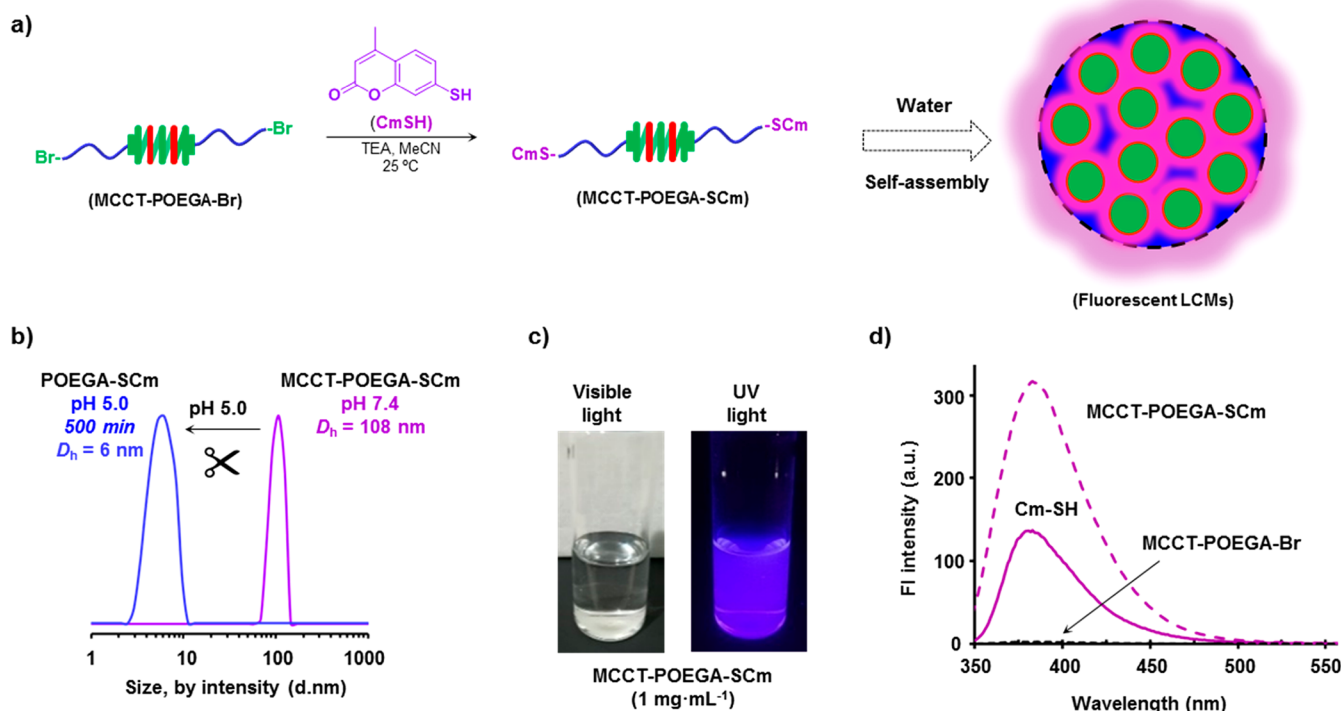 a)
O
O
SH
(CmSH)
TEA, MeCN
25 ºC
Br-
-Br
(MCCT-POEGA-Br)
CmS-
-SCm
(MCCT-POEGA-SCm)
Water
Self-assembly
(Fluorescent LCMs)
b)
POEGA-SCm
pH 5.0
500 min
Dh = 6 nm
pH 5.0
MCCT-POEGA-SCm
pH 7.4
Dh = 108 nm
1
10
100
1000
Size, by intensity (d.nm)
c)
Visible
light
UV
light
MCCT-POEGA-SCm
(1 mg·mL-1)
d)
FI intensity (a.u.)
300
200
100
0
MCCT-POEGA-SCm
Cm-SH
MCCT-POEGA-Br
350
400
450
500
550
Wavelength (nm)